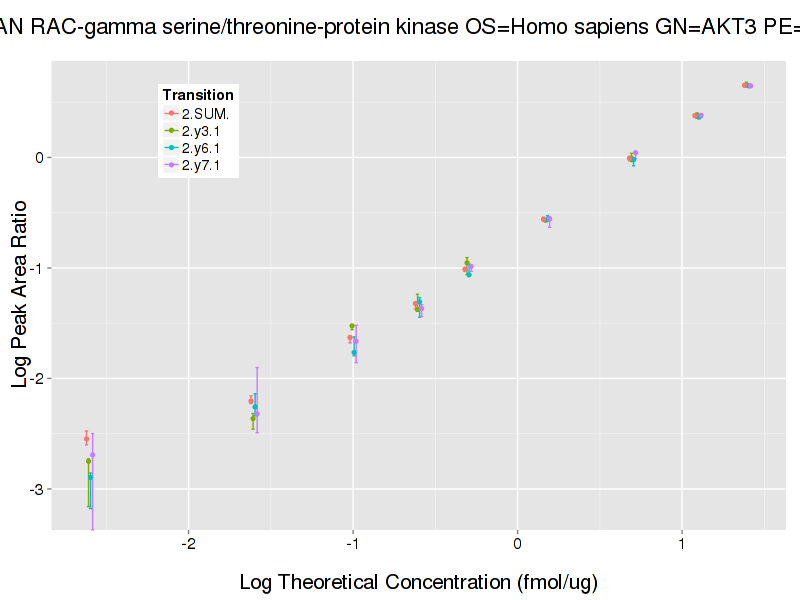 AN RAC-gamma serine/threonine-protein kinase OS=Homo sapiens GN=AKT3 PE=
Transition
2.SUM.
2.y3.1
2.y6.1
2.y7.1
Log Peak Area Ratio
0
-1
-2
-3
-2
-1
0
1
Log Theoretical Concentration (fmol/ug)